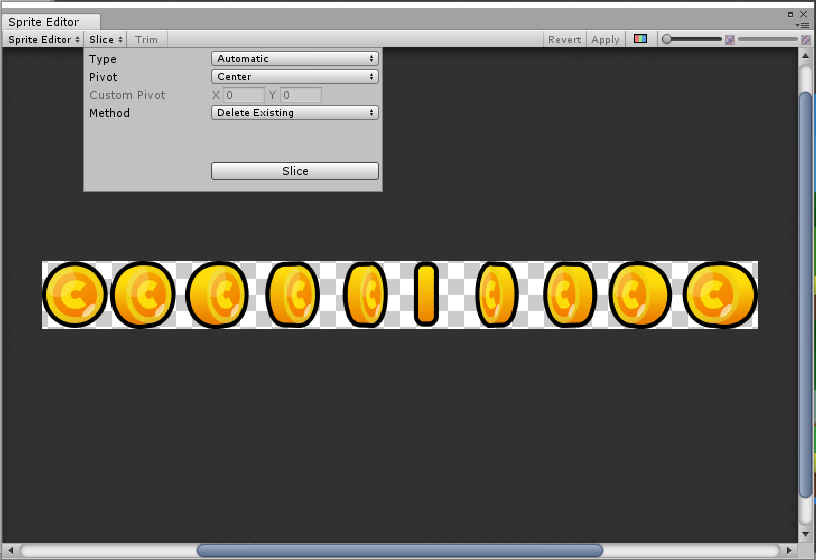 Sprite Editor
Sprite Editor Slice Trim Revert Apply
Type Automatic
Pivot Center
Custom Pivot X 0 Y 0
Method Delete Existing
Slice
C C C C C C C C C